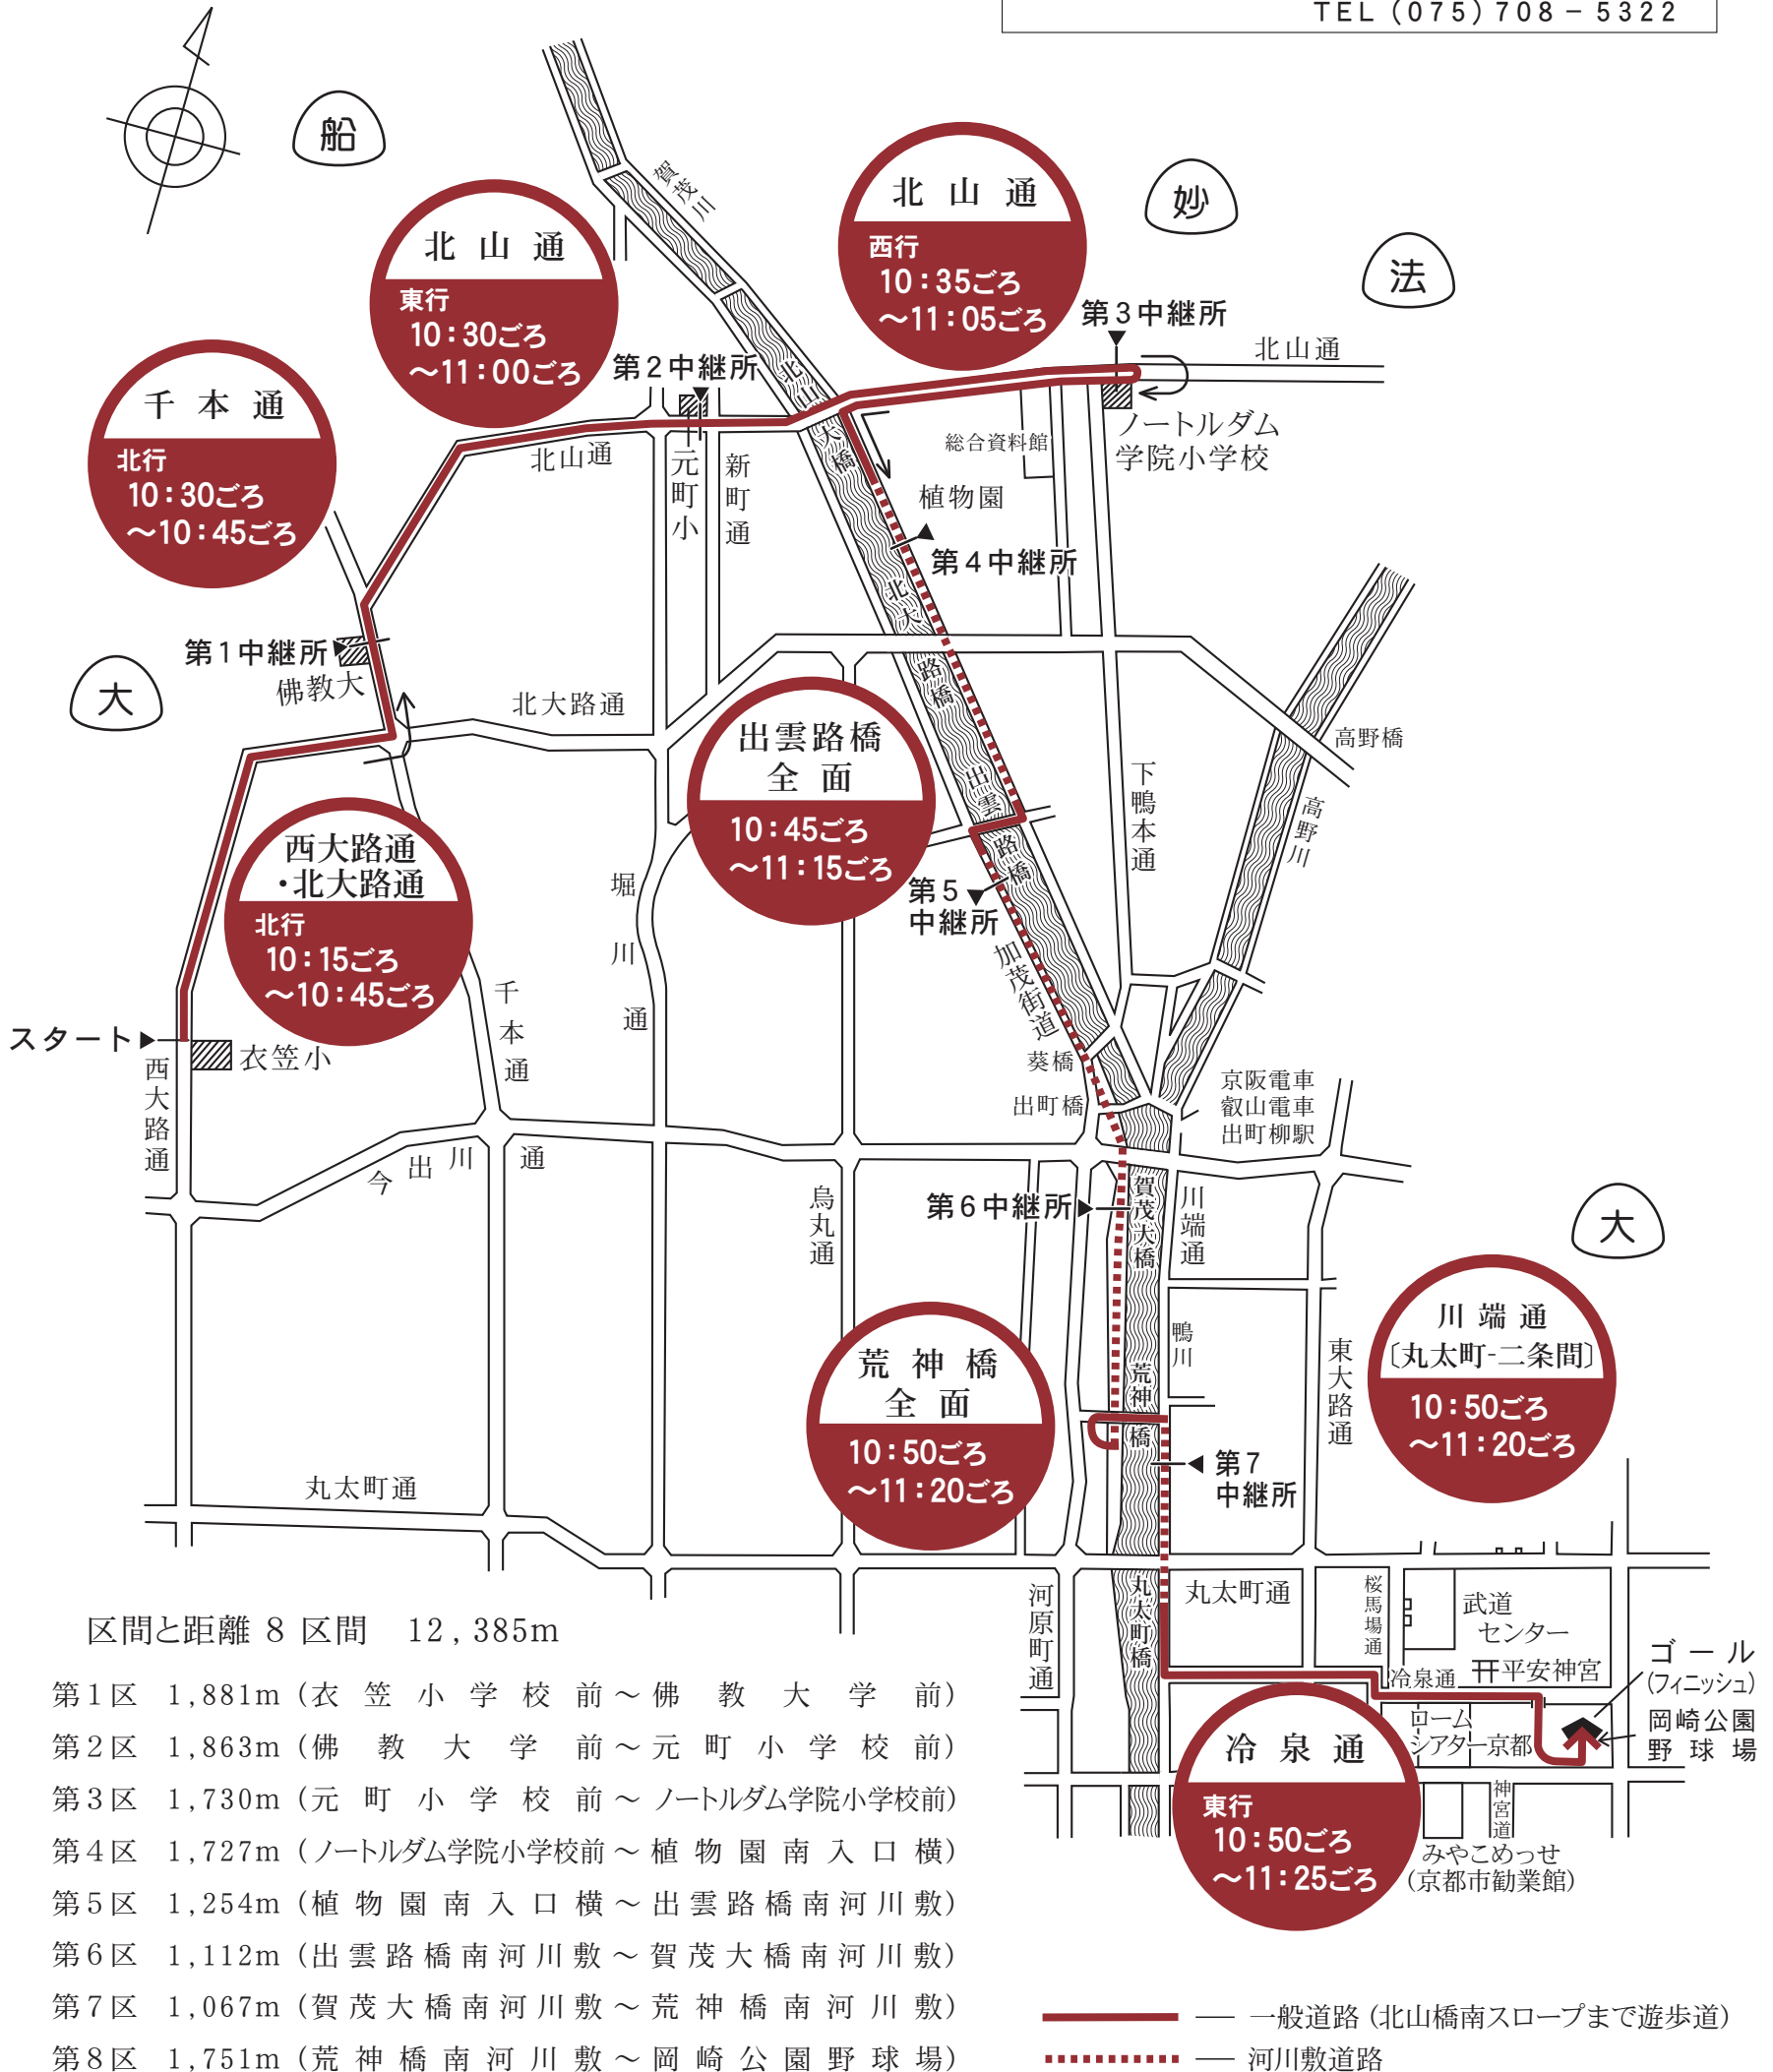 TEL (075) 708－5322
船
妙
法
大
大
賀茂川
北山通
東行
10：30ごろ
～11：00ごろ
北山通
西行
10：35ごろ
～11：05ごろ
千本通
北行
10：30ごろ
～10：45ごろ
第2中継所
第3中継所
北山通
ノートルダム
学院小学校
総合資料館
植物園
北山大橋
北山通
元町小
新町通
第4中継所
北大路橋
第1中継所
佛教大
北大路通
出雲路橋
全面
10：45ごろ
～11：15ごろ
出雲路橋
下鴨本通
高野橋
高野川
西大路通
・北大路通
北行
10：15ごろ
～10：45ごろ
堀川通
第5
中継所
加茂街道
スタート
衣笠小
西大路通
千本通
葵橋
出町橋
京阪電車
叡山電車
出町柳駅
今出川通
烏丸通
第6中継所
賀茂大橋
川端通
鴨川
荒神橋
全面
10：50ごろ
～11：20ごろ
荒神橋
第7
中継所
東大路通
川端通
〔丸太町-二条間〕
10：50ごろ
～11：20ごろ
丸太町通
河原町通
丸太町橋
丸太町通
桜馬場通
武道
センター
冷泉通
平安神宮
ゴール
(フィニッシュ)
岡崎公園
野球場
ローム
シアター京都
神宮道
みやこめっせ
(京都市勧業館)
冷泉通
東行
10：50ごろ
～11：25ごろ
区間と距離 8 区間　12,385m
第1区　1,881m (衣笠小学校前～佛教大学前)
第2区　1,863m (佛教大学前～元町小学校前)
第3区　1,730m (元町小学校前～ノートルダム学院小学校前)
第4区　1,727m (ノートルダム学院小学校前～植物園南入口横)
第5区　1,254m (植物園南入口横～出雲路橋南河川敷)
第6区　1,112m (出雲路橋南河川敷～賀茂大橋南河川敷)
第7区　1,067m (賀茂大橋南河川敷～荒神橋南河川敷)
第8区　1,751m (荒神橋南河川敷～岡崎公園野球場)
― 一般道路 (北山橋南スロープまで遊歩道)
― 河川敷道路